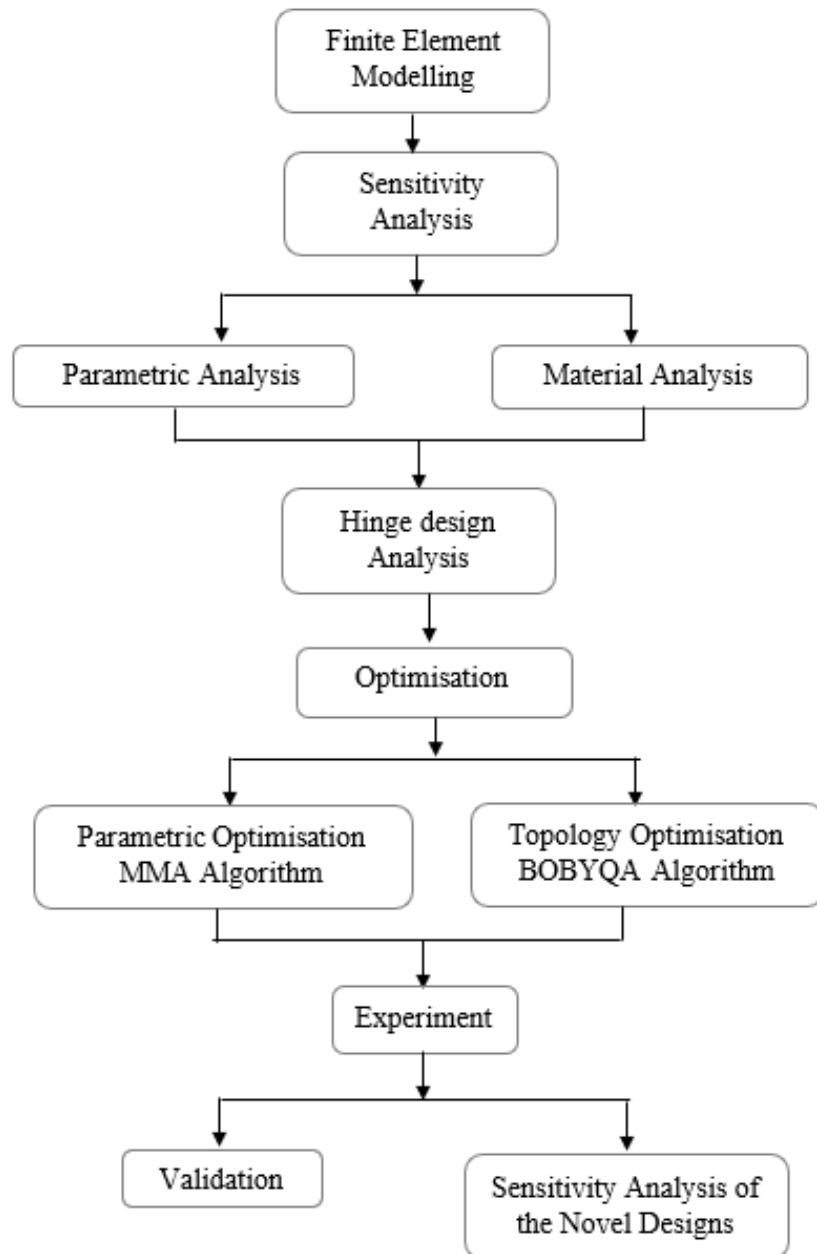 Finite Element
Modelling
Sensitivity
Analysis
Parametric Analysis
Material Analysis
Hinge design
Analysis
Optimisation
Parametric Optimisation
MMA Algorithm
Topology Optimisation
BOBYQA Algorithm
Experiment
Validation
Sensitivity Analysis of
the Novel Designs